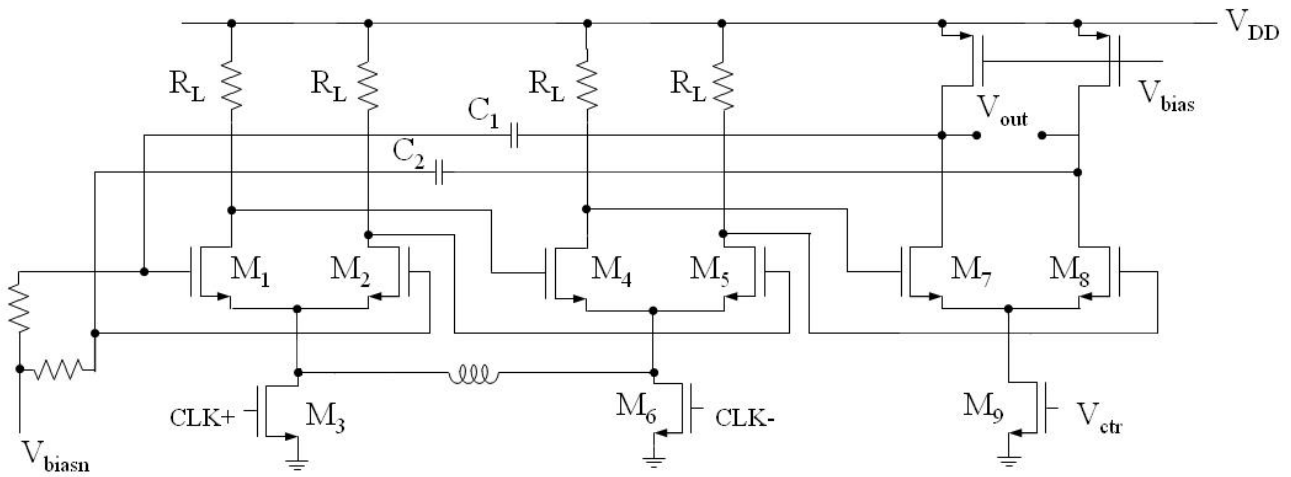 V_DD
R_L R_L R_L R_L
V_out V_bias
C_1
C_2
M_1 M_2 M_4 M_5 M_7 M_8
CLK+ M_3 M_6 CLK- M_9 V_ctr
V_biasn